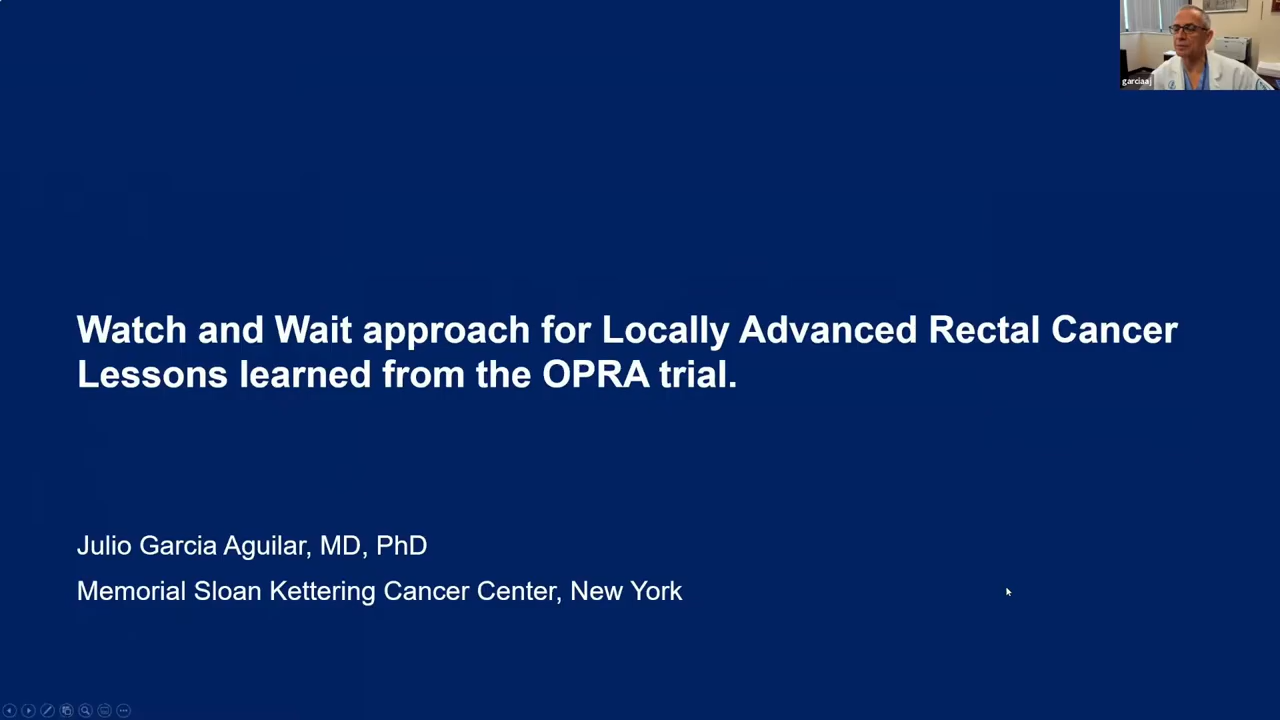 garciaaj
Watch and Wait approach for Locally Advanced Rectal Cancer
Lessons learned from the OPRA trial.
Julio Garcia Aguilar, MD, PhD
Memorial Sloan Kettering Cancer Center, New York